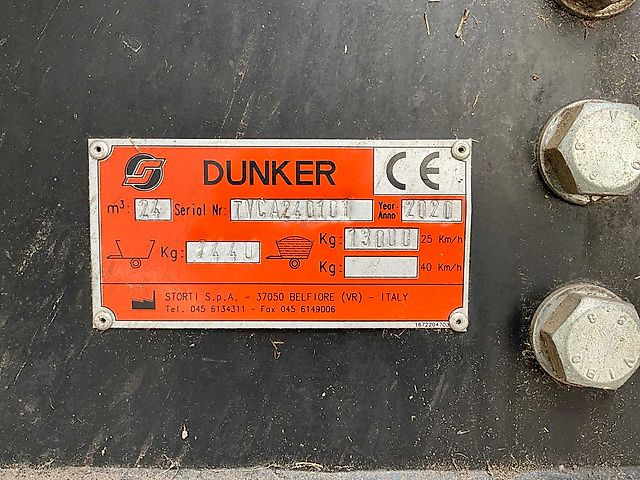 DUNKER CE
m³: 24 Serial Nr: TVCA240101 Year Anno 2020
Kg: 7440 Kg: 13000 25 Km/h
Kg: 40 Km/h
STORTI S.p.A. - 37050 BELFIORE (VR) - ITALY
Tel. 045 6134311 - Fax 045 6149006